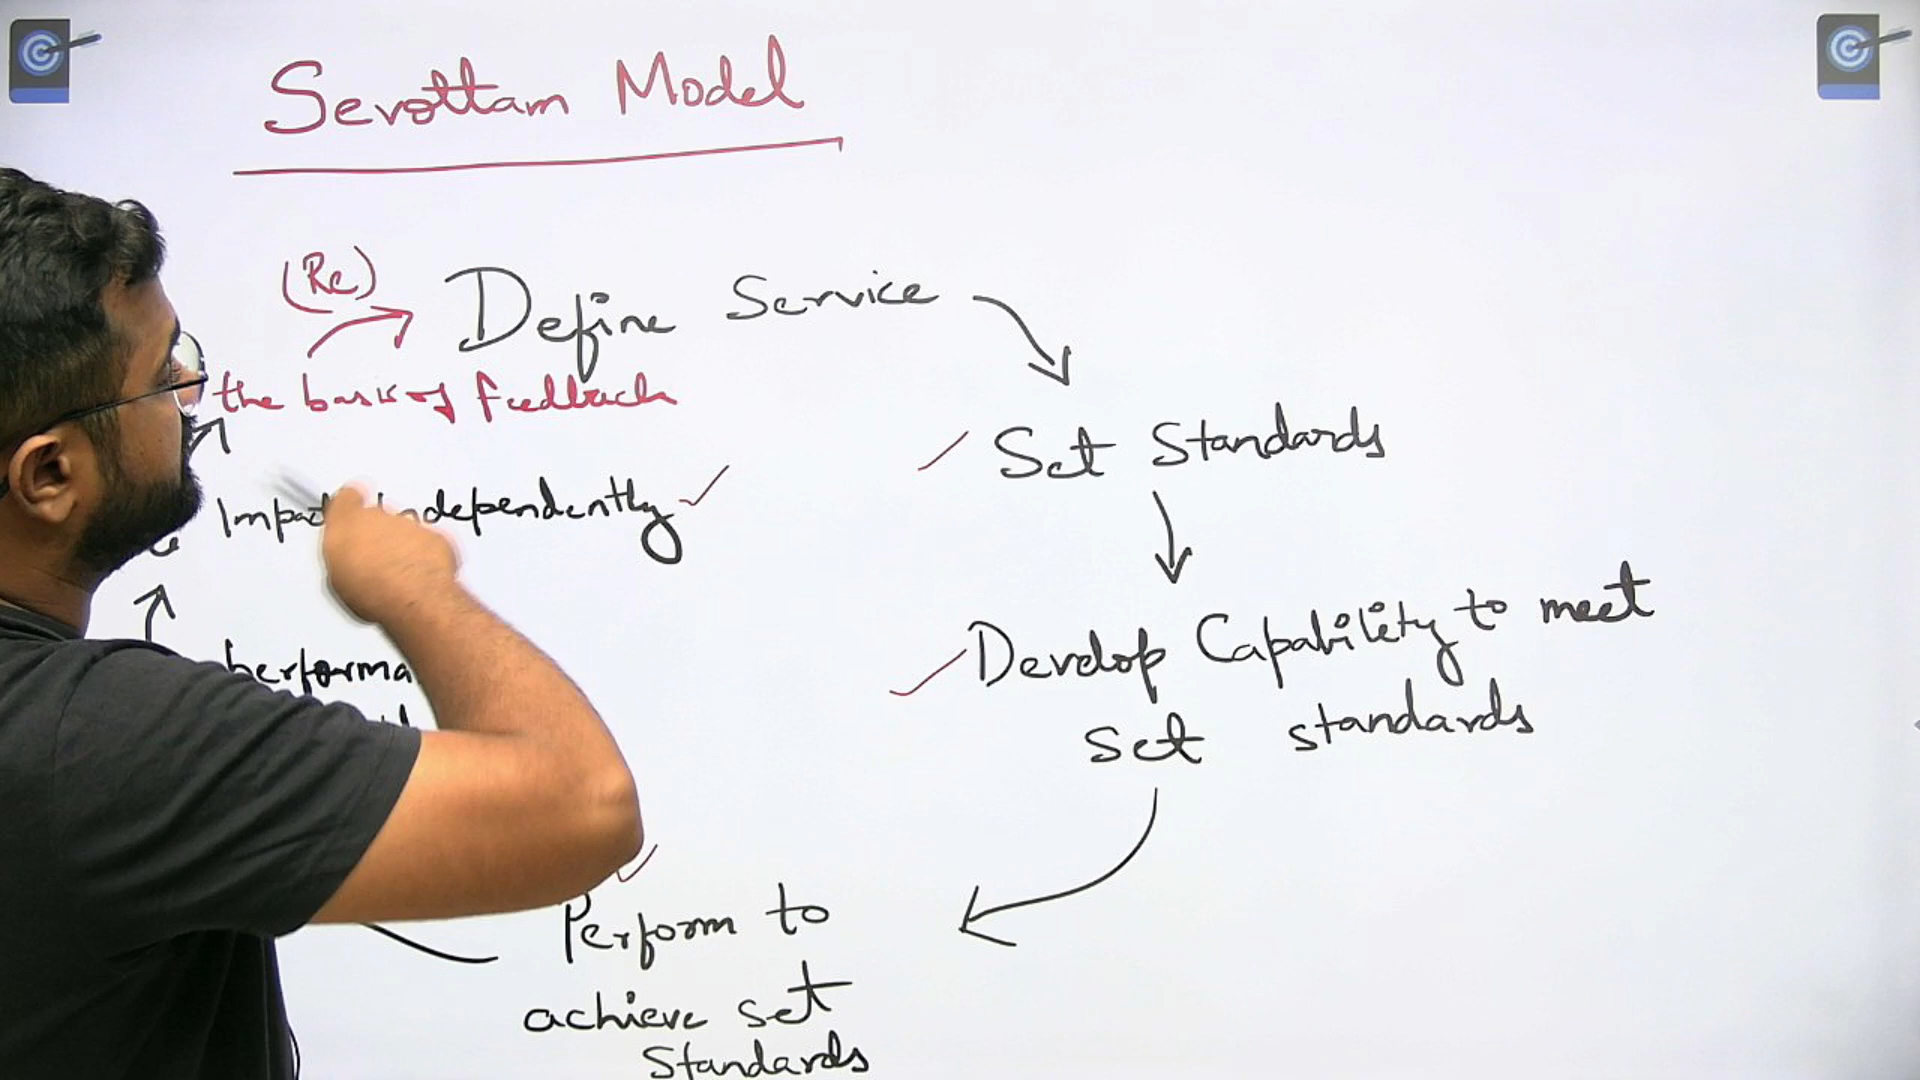 Sevottam Model
(Re)
Define Service
the basis of feedback
Set Standards
Impact independently
Develop Capability to meet
set standards
Perform to
achieve set
standards